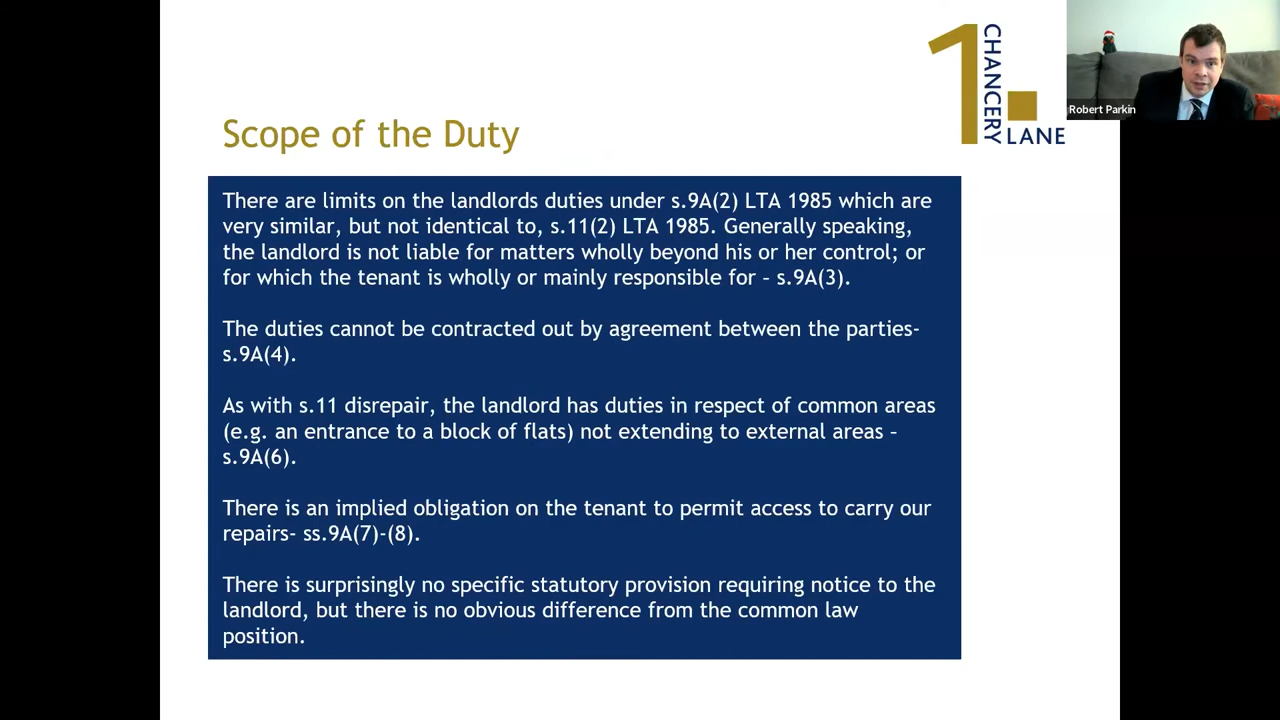 1 CHANCERY LANE
Robert Parkin
Scope of the Duty
There are limits on the landlords duties under s.9A(2) LTA 1985 which are
very similar, but not identical to, s.11(2) LTA 1985. Generally speaking,
the landlord is not liable for matters wholly beyond his or her control; or
for which the tenant is wholly or mainly responsible for – s.9A(3).
The duties cannot be contracted out by agreement between the parties-
s.9A(4).
As with s.11 disrepair, the landlord has duties in respect of common areas
(e.g. an entrance to a block of flats) not extending to external areas –
s.9A(6).
There is an implied obligation on the tenant to permit access to carry our
repairs- ss.9A(7)-(8).
There is surprisingly no specific statutory provision requiring notice to the
landlord, but there is no obvious difference from the common law
position.